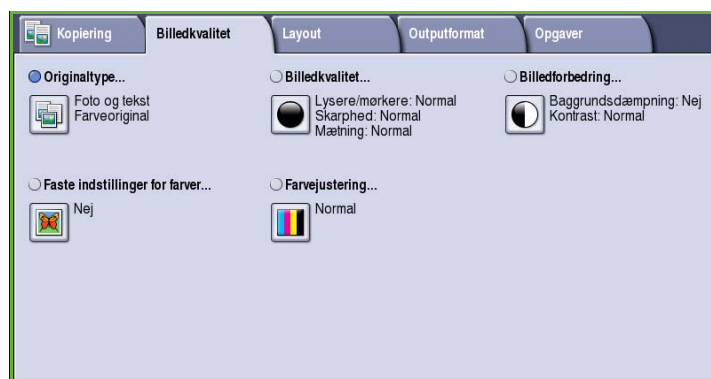 Kopiering
Billedkvalitet
Layout
Outputformat
Opgaver
Originaltype...
Foto og tekst
Farveoriginal
Billedkvalitet...
Lysere/mørkere: Normal
Skarphed: Normal
Mætning: Normal
Billedforbedring...
Baggrundsdæmpning: Nej
Kontrast: Normal
Faste indstillinger for farver...
Nej
Farvejustering...
Normal